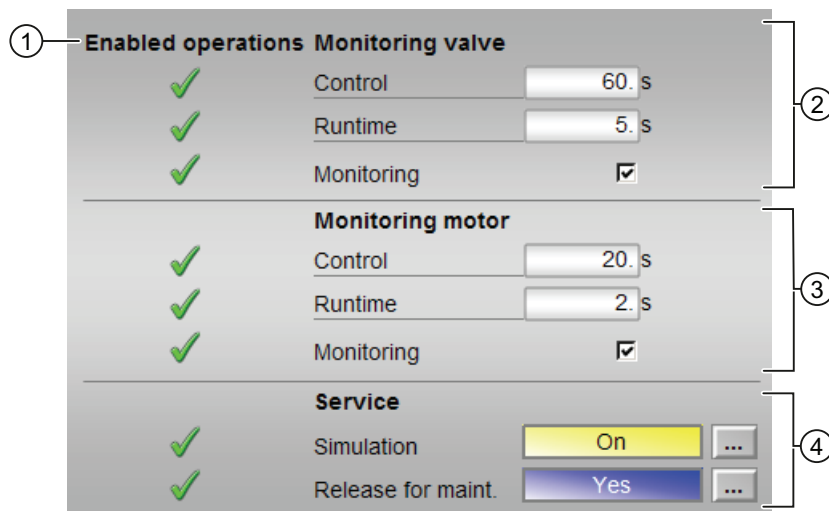 1 Enabled operations Monitoring valve
Control 60. s
Runtime 5. s
Monitoring
2
Monitoring motor
Control 20. s
Runtime 2. s
Monitoring
3
Service
Simulation On ...
Release for maint. Yes ...
4